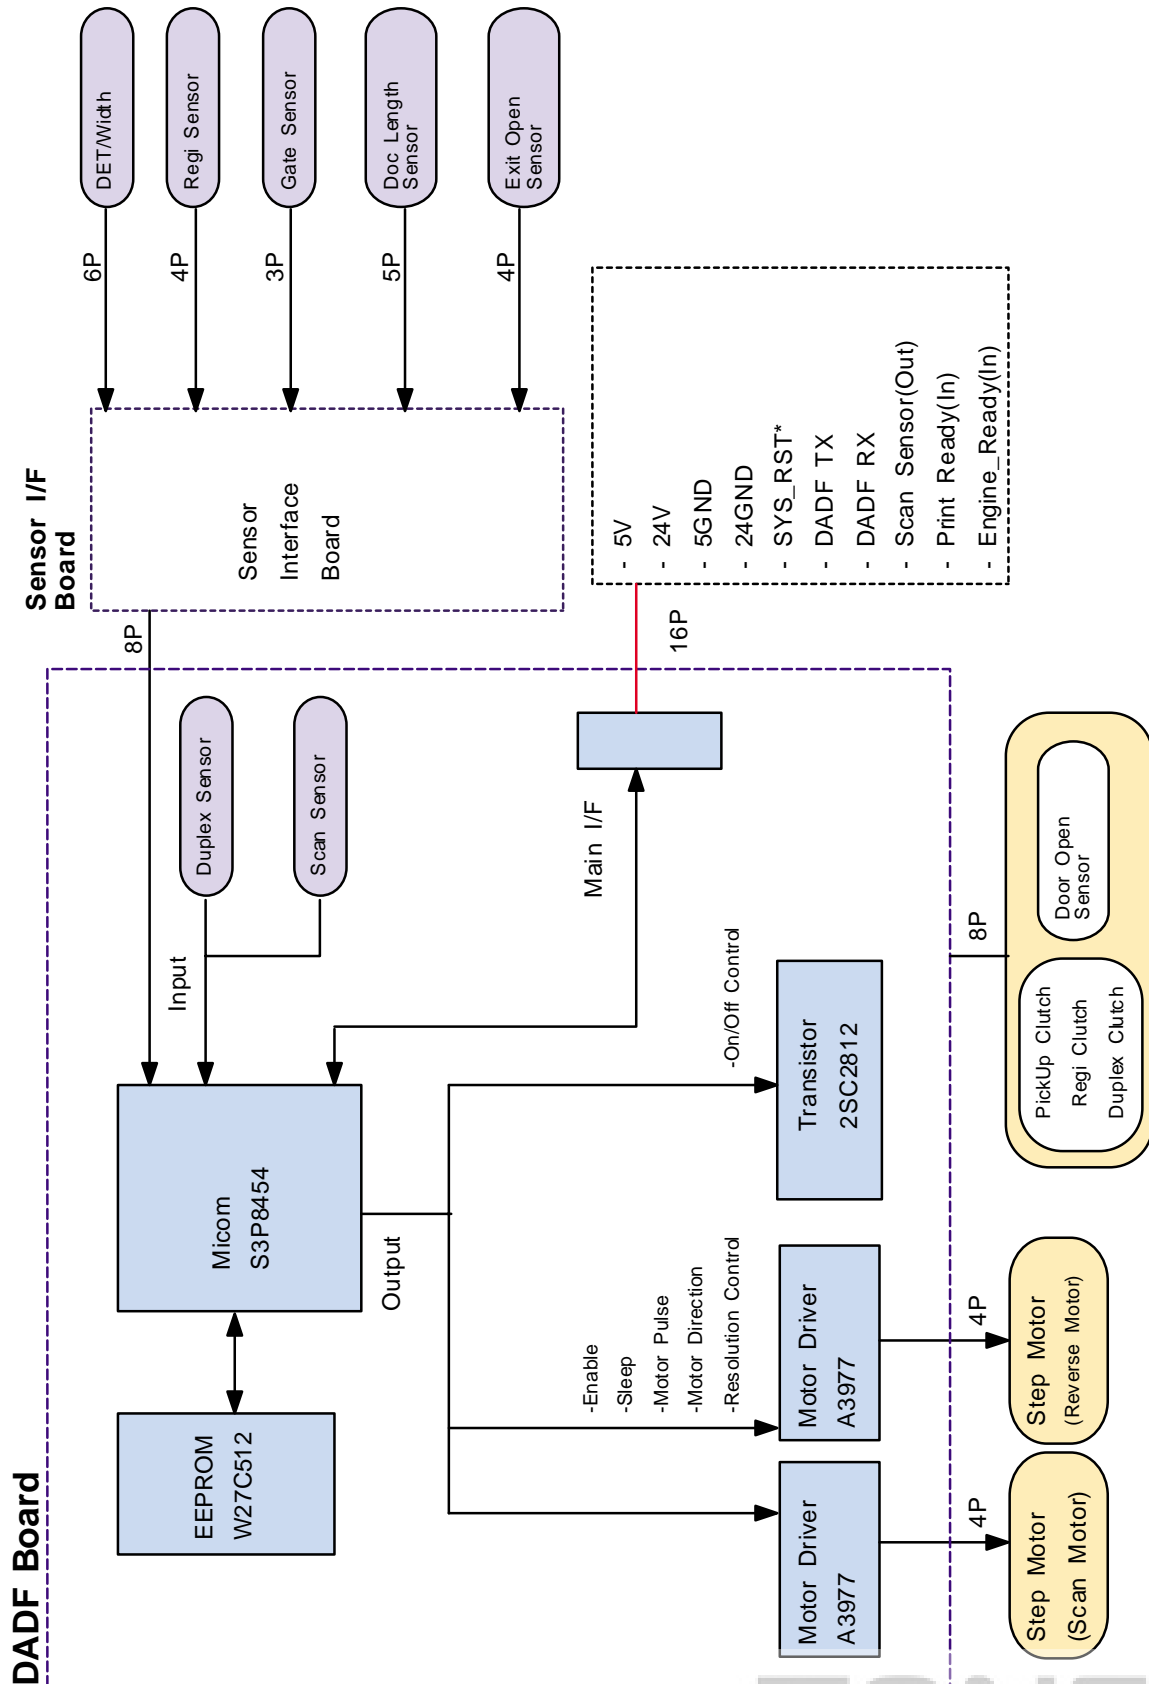 DADF Board
EEPROM
W27C512
Micom
S3P8454
Input
Duplex Sensor
Scan Sensor
8P
Sensor I/F
Board
Sensor
Interface
Board
6P
DET/Width
4P
Regi Sensor
3P
Gate Sensor
5P
Doc Length
Sensor
4P
Exit Open
Sensor
Output
Main I/F
16P
- 5V
- 24V
- 5GND
- 24GND
- SYS_RST*
- DADF TX
- DADF RX
- Scan Sensor(Out)
- Print Ready(In)
- Engine_Ready(In)
-Enable
-Sleep
-Motor Pulse
-Motor Direction
-Resolution Control
-On/Off Control
Motor Driver
A3977
Motor Driver
A3977
Transistor
2SC2812
4P
4P
8P
Step Motor
(Scan Motor)
Step Motor
(Reverse Motor)
PickUp Clutch
Regi Clutch
Duplex Clutch
Door Open
Sensor